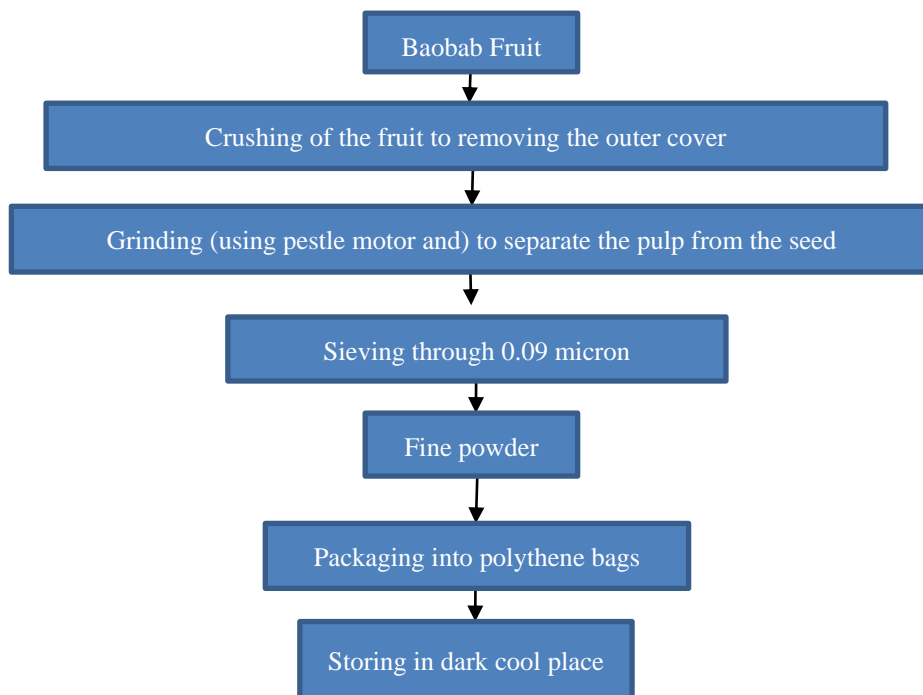 Baobab Fruit
Crushing of the fruit to removing the outer cover
Grinding (using pestle motor and) to separate the pulp from the seed
Sieving through 0.09 micron
Fine powder
Packaging into polythene bags
Storing in dark cool place